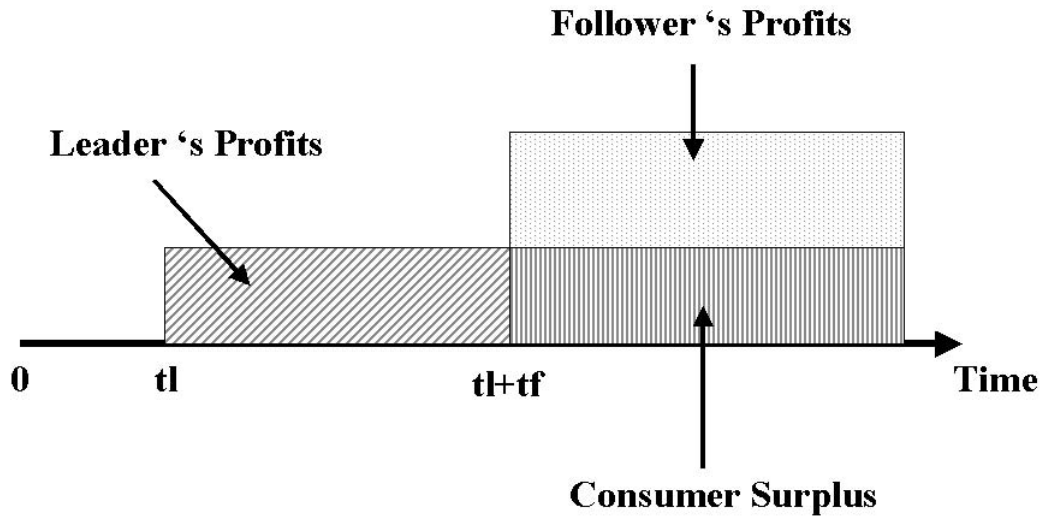 Follower ‘s Profits
Leader ‘s Profits
0
tl
tl+tf
Time
Consumer Surplus